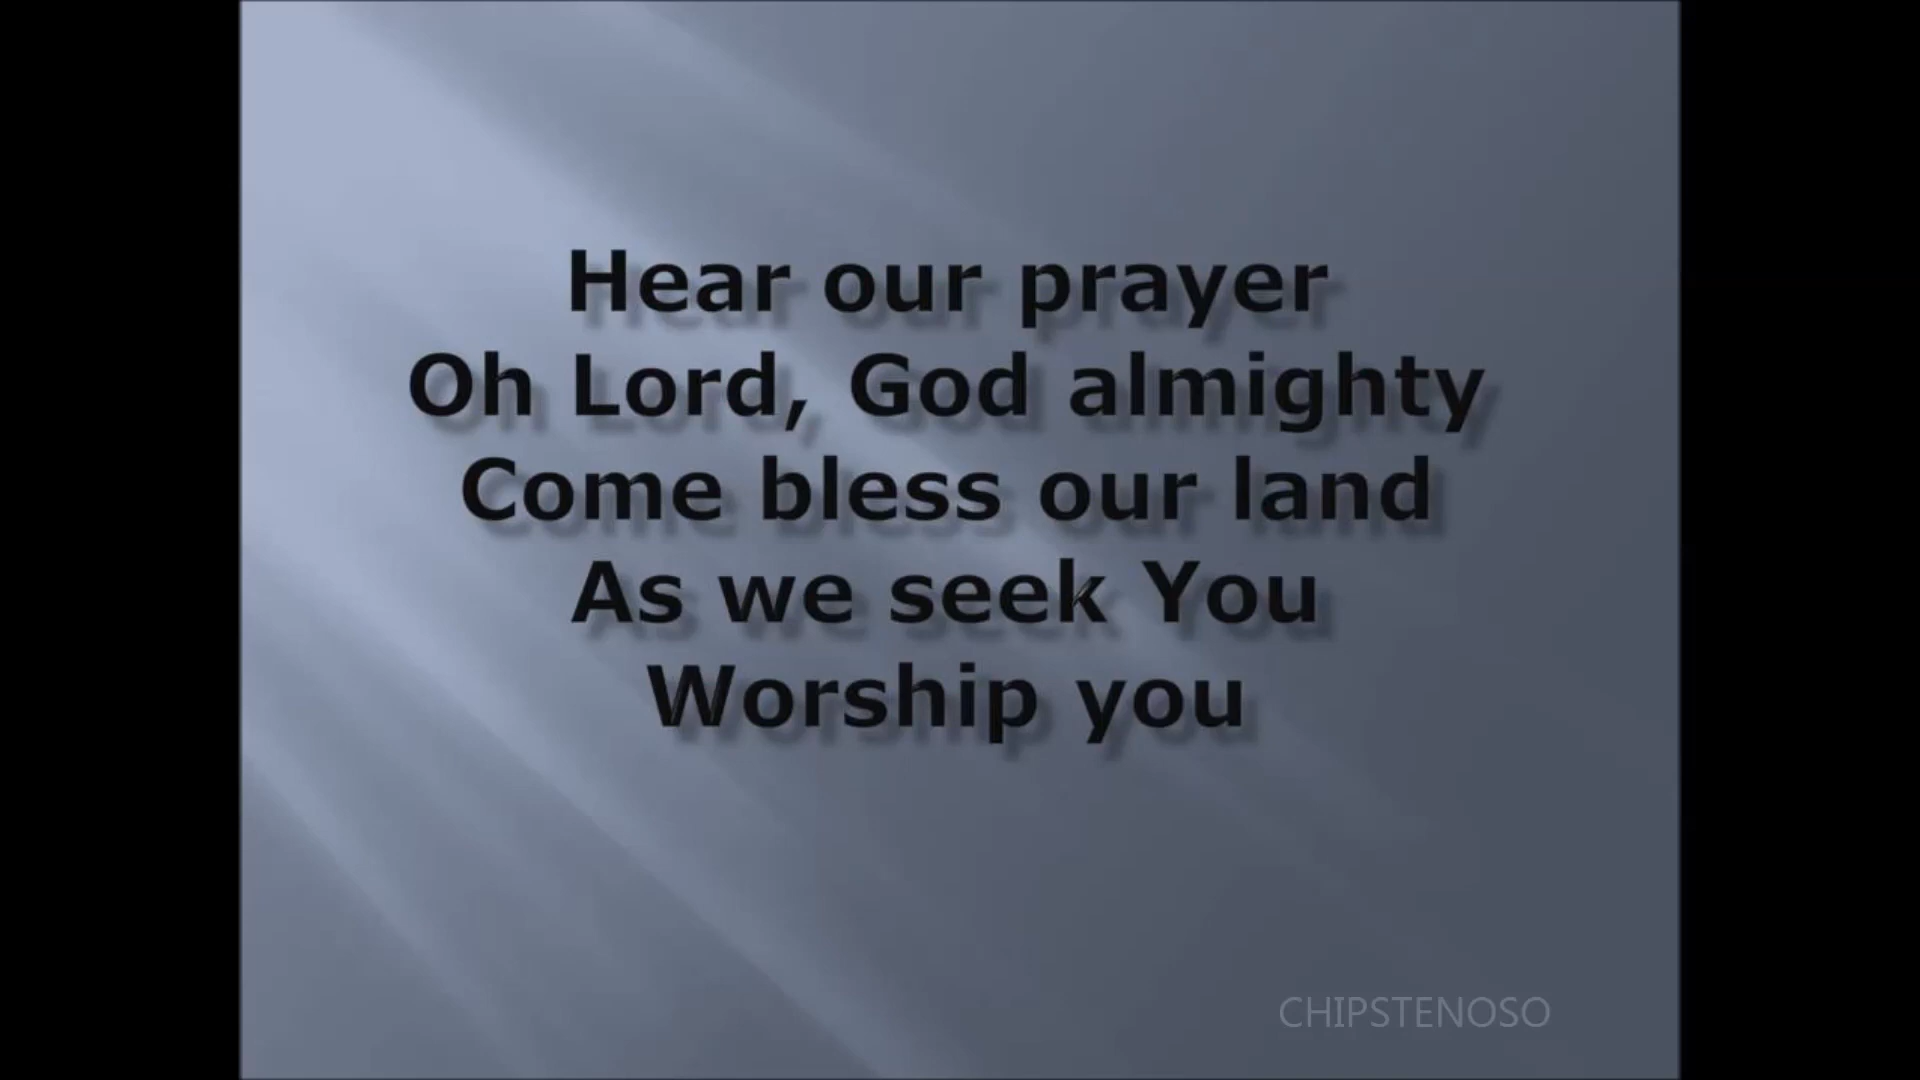 Hear our prayer
Oh Lord, God almighty
Come bless our land
As we seek You
Worship you
CHIPSTENOSO